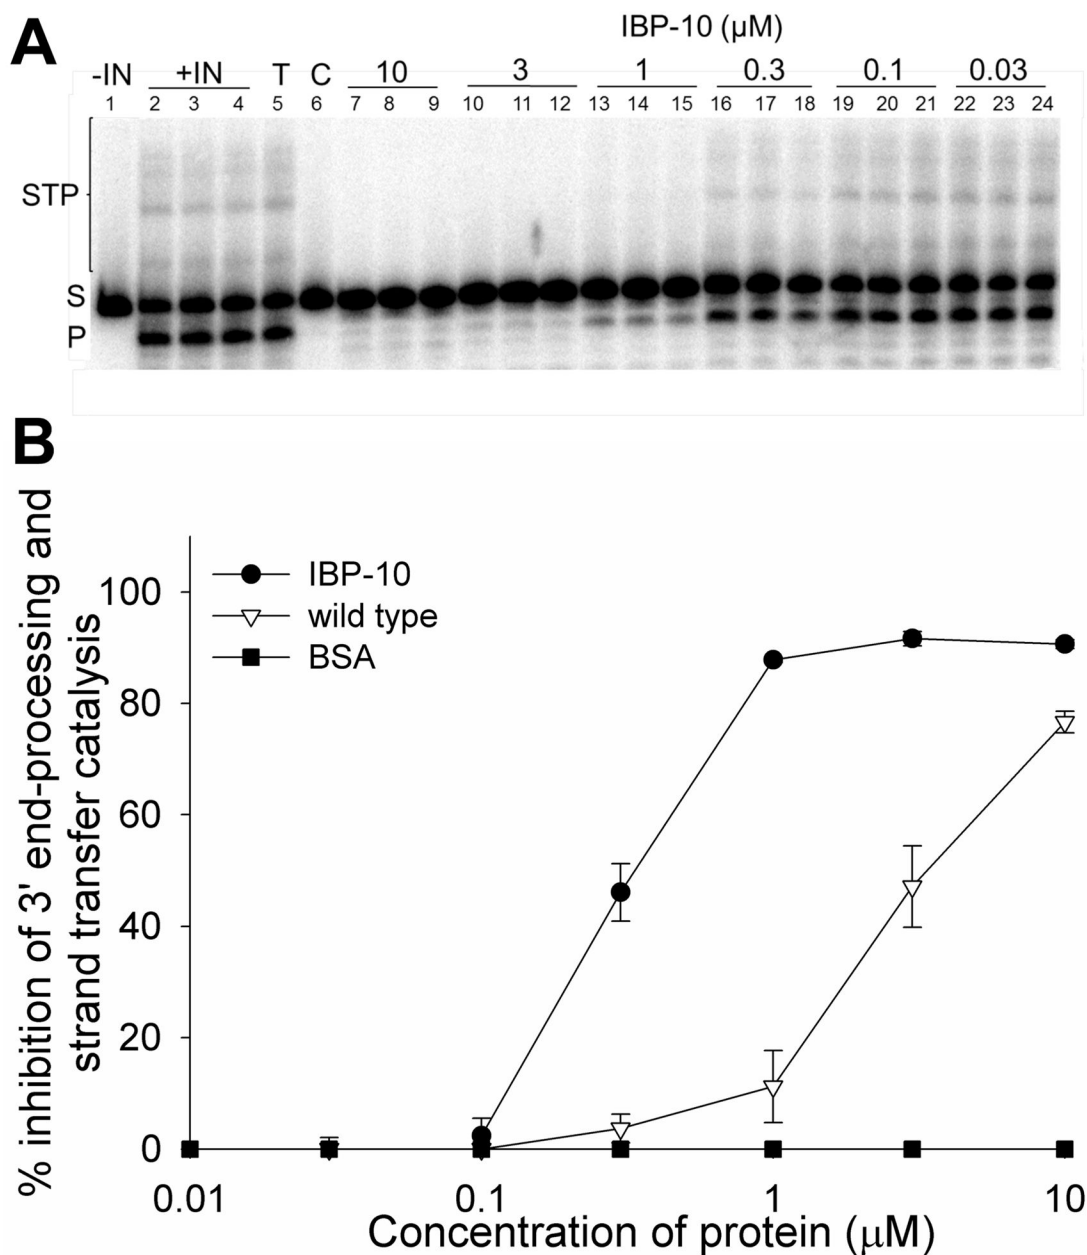 A
IBP-10 (μM)
-IN +IN T C 10 3 1 0.3 0.1 0.03
1 2 3 4 5 6 7 8 9 10 11 12 13 14 15 16 17 18 19 20 21 22 23 24
STP
S
P
B
% inhibition of 3' end-processing and
strand transfer catalysis
IBP-10
wild type
BSA
100
80
60
40
20
0
0.01 0.1 1 10
Concentration of protein (μM)